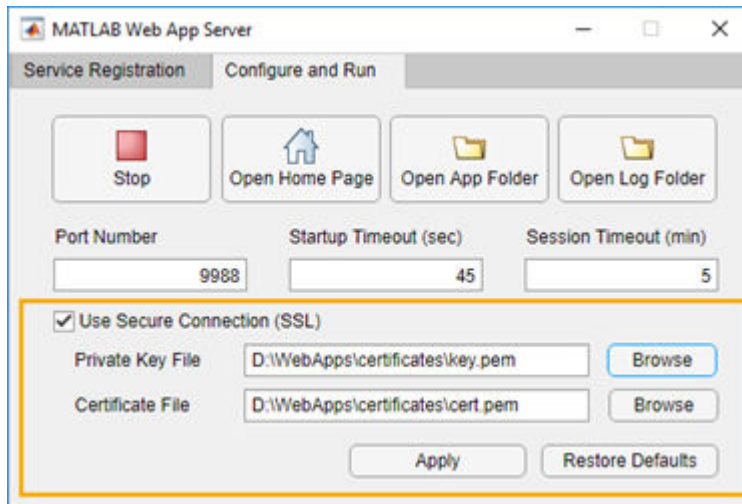 MATLAB Web App Server
Service Registration Configure and Run
Stop Open Home Page Open App Folder Open Log Folder
Port Number Startup Timeout (sec) Session Timeout (min)
9988 45 5
Use Secure Connection (SSL)
Private Key File D:\WebApps\certificates\key.pem Browse
Certificate File D:\WebApps\certificates\cert.pem Browse
Apply Restore Defaults